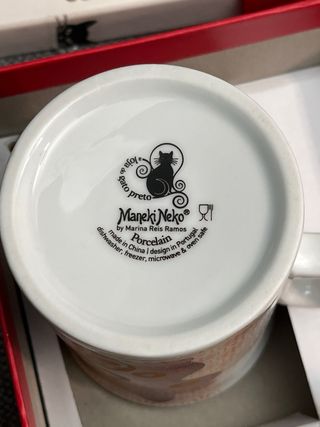 a loja do gato preto
Maneki Neko®
by Marina Reis Ramos
Porcelain
made in China | design in Portugal
dishwasher, freezer, microwave & oven safe